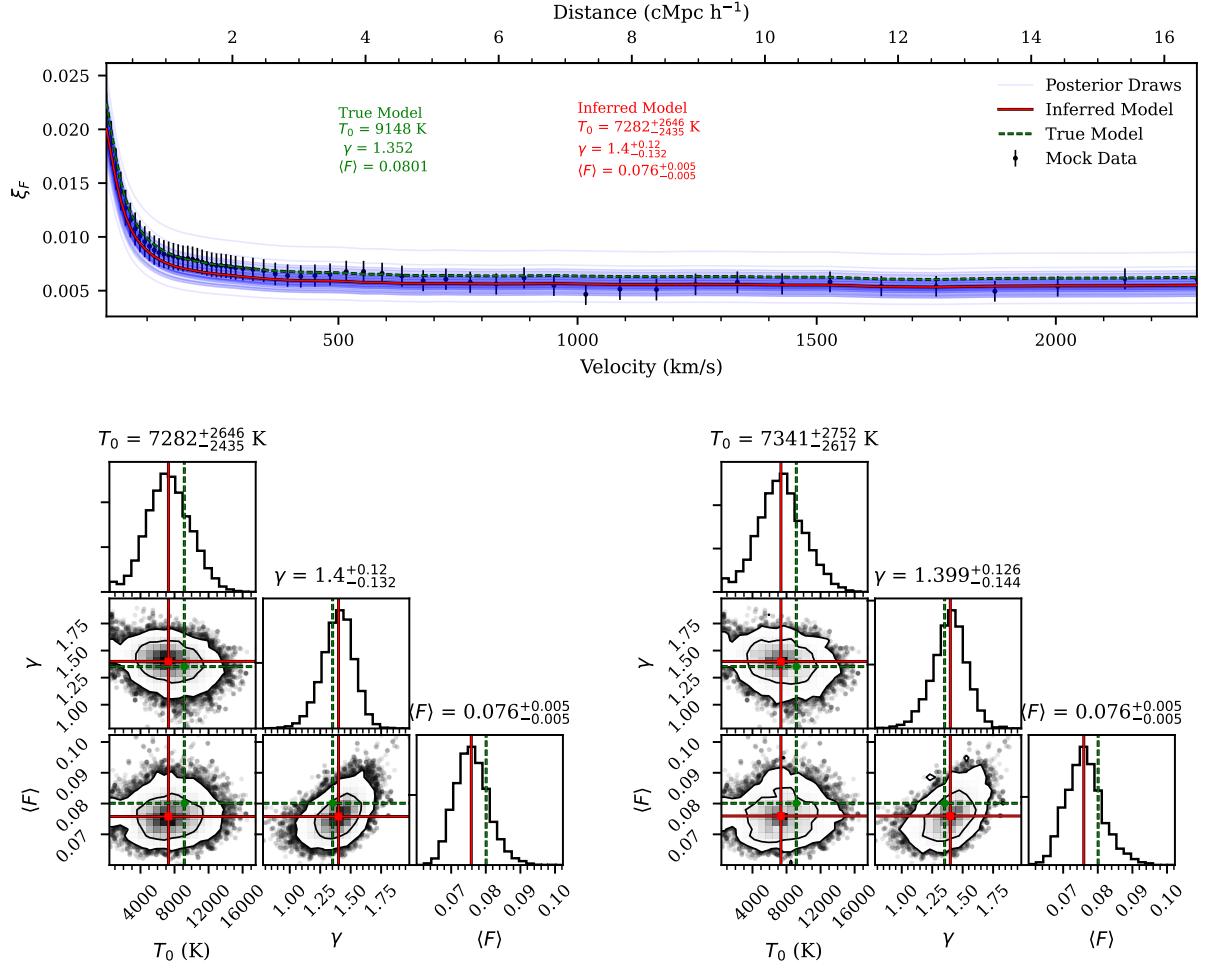 Distance (cMpc h⁻¹)
2 4 6 8 10 12 14 16
0.025
0.020
0.015
0.010
0.005
ξ_F
True Model
T₀ = 9148 K
γ = 1.352
⟨F⟩ = 0.0801
Inferred Model
T₀ = 7282^{+2646}_{−2435} K
γ = 1.4^{+0.12}_{−0.132}
⟨F⟩ = 0.076^{+0.005}_{−0.005}
Posterior Draws
Inferred Model
True Model
Mock Data
500 1000 1500 2000
Velocity (km/s)
T₀ = 7282^{+2646}_{−2435} K
γ = 1.4^{+0.12}_{−0.132}
⟨F⟩ = 0.076^{+0.005}_{−0.005}
1.75
1.50
1.25
1.00
γ
0.10
0.09
0.08
0.07
⟨F⟩
4000 8000 12000 16000
T₀ (K)
1.00 1.25 1.50 1.75
γ
0.07 0.08 0.09 0.10
⟨F⟩
T₀ = 7341^{+2752}_{−2617} K
γ = 1.399^{+0.126}_{−0.144}
⟨F⟩ = 0.076^{+0.005}_{−0.005}
1.75
1.50
1.25
1.00
γ
0.10
0.09
0.08
0.07
⟨F⟩
4000 8000 12000 16000
T₀ (K)
1.00 1.25 1.50 1.75
γ
0.07 0.08 0.09 0.10
⟨F⟩